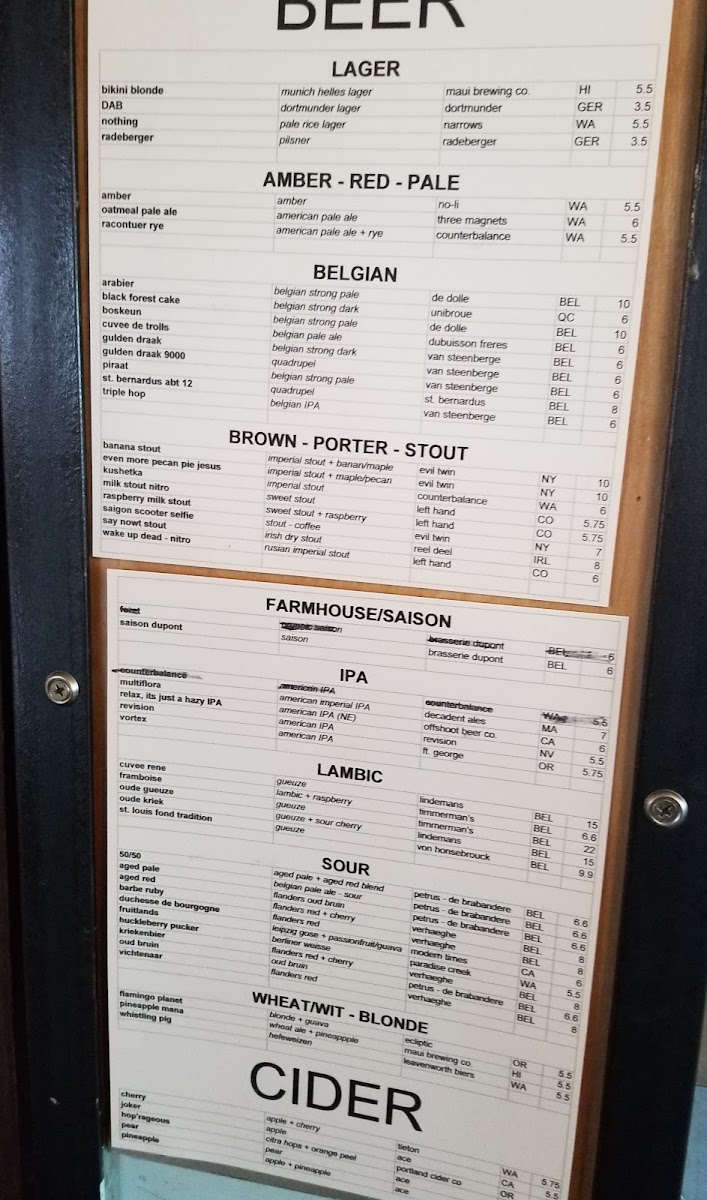 BEER
LAGER
bikini blonde munich helles lager maui brewing co. HI 5.5
DAB dortmunder lager dortmunder GER 3.5
nothing pale rice lager narrows WA 5.5
radeberger pilsner radeberger GER 3.5
AMBER - RED - PALE
amber amber no-li WA 5.5
oatmeal pale ale american pale ale three magnets WA 6
racontuer rye american pale ale + rye counterbalance WA 5.5
BELGIAN
arabier belgian strong pale de dolle BEL 10
black forest cake belgian strong dark unibroue QC 6
boskeun belgian strong pale de dolle BEL 10
cuvee de trolls belgian pale ale dubuisson freres BEL 6
gulden draak belgian strong dark van steenberge BEL 6
gulden draak 9000 quadrupel van steenberge BEL 6
piraat belgian strong pale van steenberge BEL 6
st. bernardus abt 12 quadrupel st. bernardus BEL 8
triple hop belgian IPA van steenberge BEL 6
BROWN - PORTER - STOUT
banana stout imperial stout + banan/maple evil twin NY 10
even more pecan pie jesus imperial stout + maple/pecan evil twin NY 10
kushetka imperial stout counterbalance WA 6
milk stout nitro sweet stout left hand CO 5.75
raspberry milk stout sweet stout + raspberry left hand CO 5.75
saigon scooter selfie stout - coffee evil twin NY 7
say nowt stout irish dry stout reel deel IRL 8
wake up dead - nitro rusian imperial stout left hand CO 6
FARMHOUSE/SAISON
foret organic saison brasserie dupont BEL 6
saison dupont saison brasserie dupont BEL 6
IPA
counterbalance american IPA counterbalance WA 5.5
multiflora american imperial IPA decadent ales MA 7
relax, its just a hazy IPA american IPA (NE) offshoot beer co. CA 6
revision american IPA revision NV 5.5
vortex american IPA ft. george OR 5.75
LAMBIC
cuvee rene gueuze lindemans BEL 15
framboise lambic + raspberry timmerman's BEL 6.6
oude gueuze gueuze timmerman's BEL 22
oude kriek gueuze + sour cherry lindemans BEL 15
st. louis fond tradition gueuze von honsebrouck BEL 9.9
SOUR
50/50 aged pale + aged red blend petrus - de brabandere BEL 6.6
aged pale belgian pale ale - sour petrus - de brabandere BEL 6.6
aged red flanders oud bruin petrus - de brabandere BEL 6.6
barbe ruby flanders red + cherry verhaeghe BEL 8
duchesse de bourgogne flanders red verhaeghe BEL 8
fruitlands leipzig gose + passionfruit/guava modern times CA 6
huckleberry pucker berliner weisse paradise creek WA 5.5
kriekenbier flanders red + cherry verhaeghe BEL 8
oud bruin oud bruin petrus - de brabandere BEL 6.6
vichtenaar flanders red verhaeghe BEL 8
WHEAT/WIT - BLONDE
flamingo planet blonde + guava ecliptic OR 5.5
pineapple mana wheat ale + pineappple maui brewing co HI 5.5
whistling pig hefeweizen leavenworth biers WA 5.5
CIDER
cherry apple + cherry tieton WA 5.75
joker apple ace CA 5.5
hop'rageous citra hops + orange peel portland cider co OR
pear pear ace
pineapple apple + pineapple ace